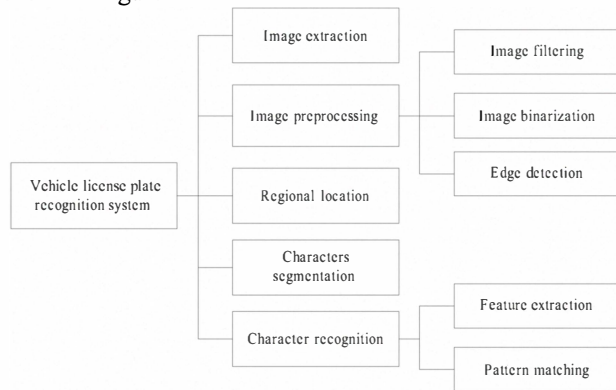 Image extraction
Image filtering
Image preprocessing
Image binarization
Edge detection
Vehicle license plate
recognition system
Regional location
Characters
segmentation
Feature extraction
Character recognition
Pattern matching